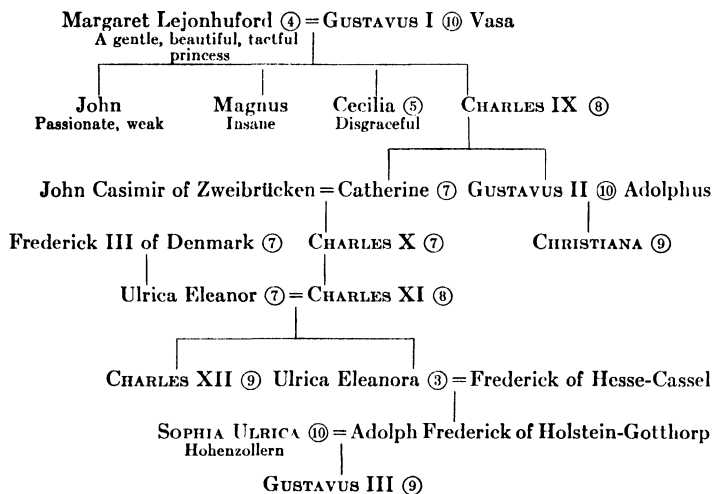 Margaret Lejonhuford ④ = GUSTAVUS I ⑩ Vasa
A gentle, beautiful, tactful
princess
John Magnus Cecilia ⑤ CHARLES IX ⑧
Passionate, weak Insane Disgraceful
John Casimir of Zweibrücken = Catherine ⑦ GUSTAVUS II ⑩ Adolphus
Frederick III of Denmark ⑦ CHARLES X ⑦ CHRISTIANA ⑨
Ulrica Eleanor ⑦ = CHARLES XI ⑧
CHARLES XII ⑨ Ulrica Eleanora ③ = Frederick of Hesse-Cassel
SOPHIA ULRICA ⑩ = Adolph Frederick of Holstein-Gotthorp
Hohenzollern
GUSTAVUS III ⑨